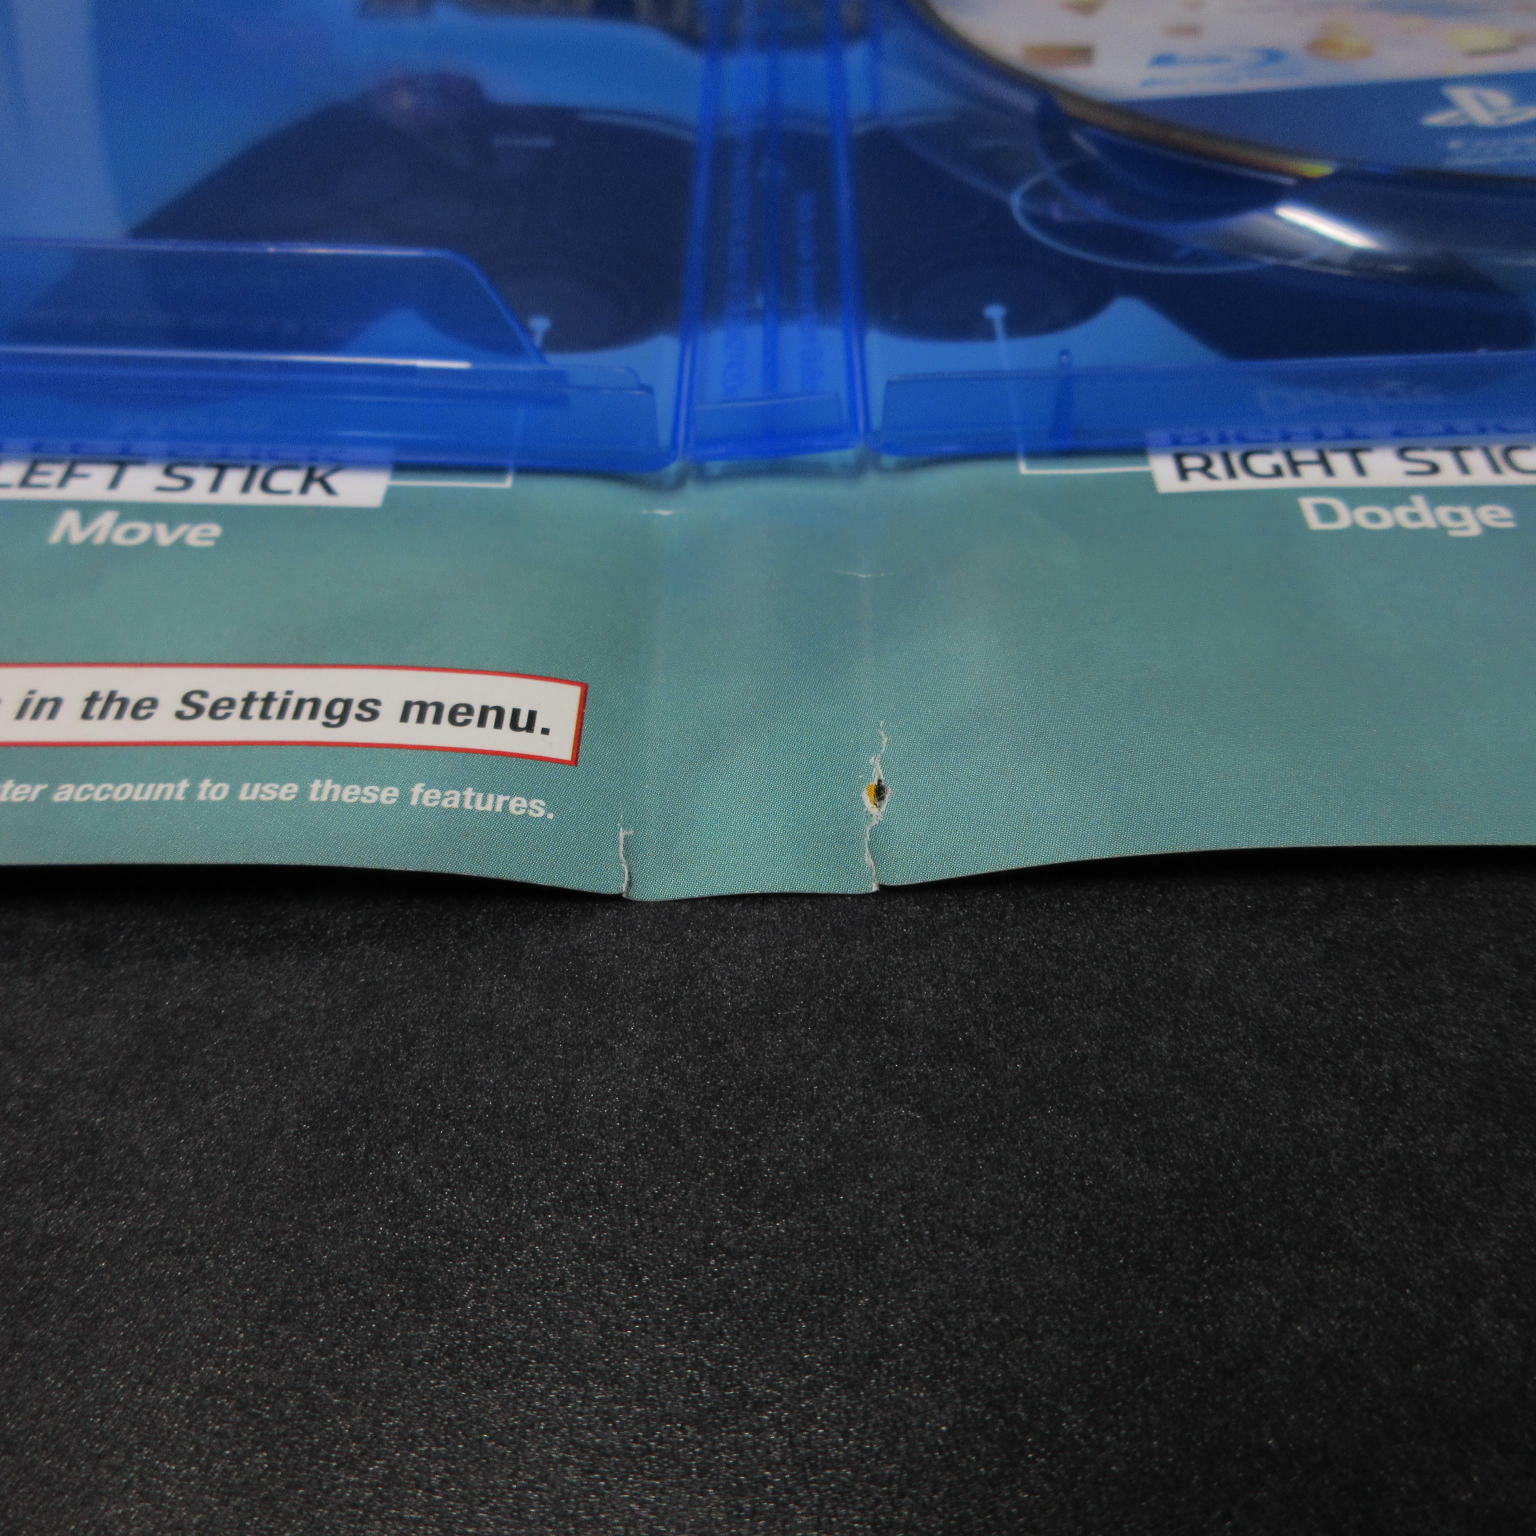 LEFT STICK
Move
RIGHT STIC
Dodge
in the Settings menu.
ter account to use these features.